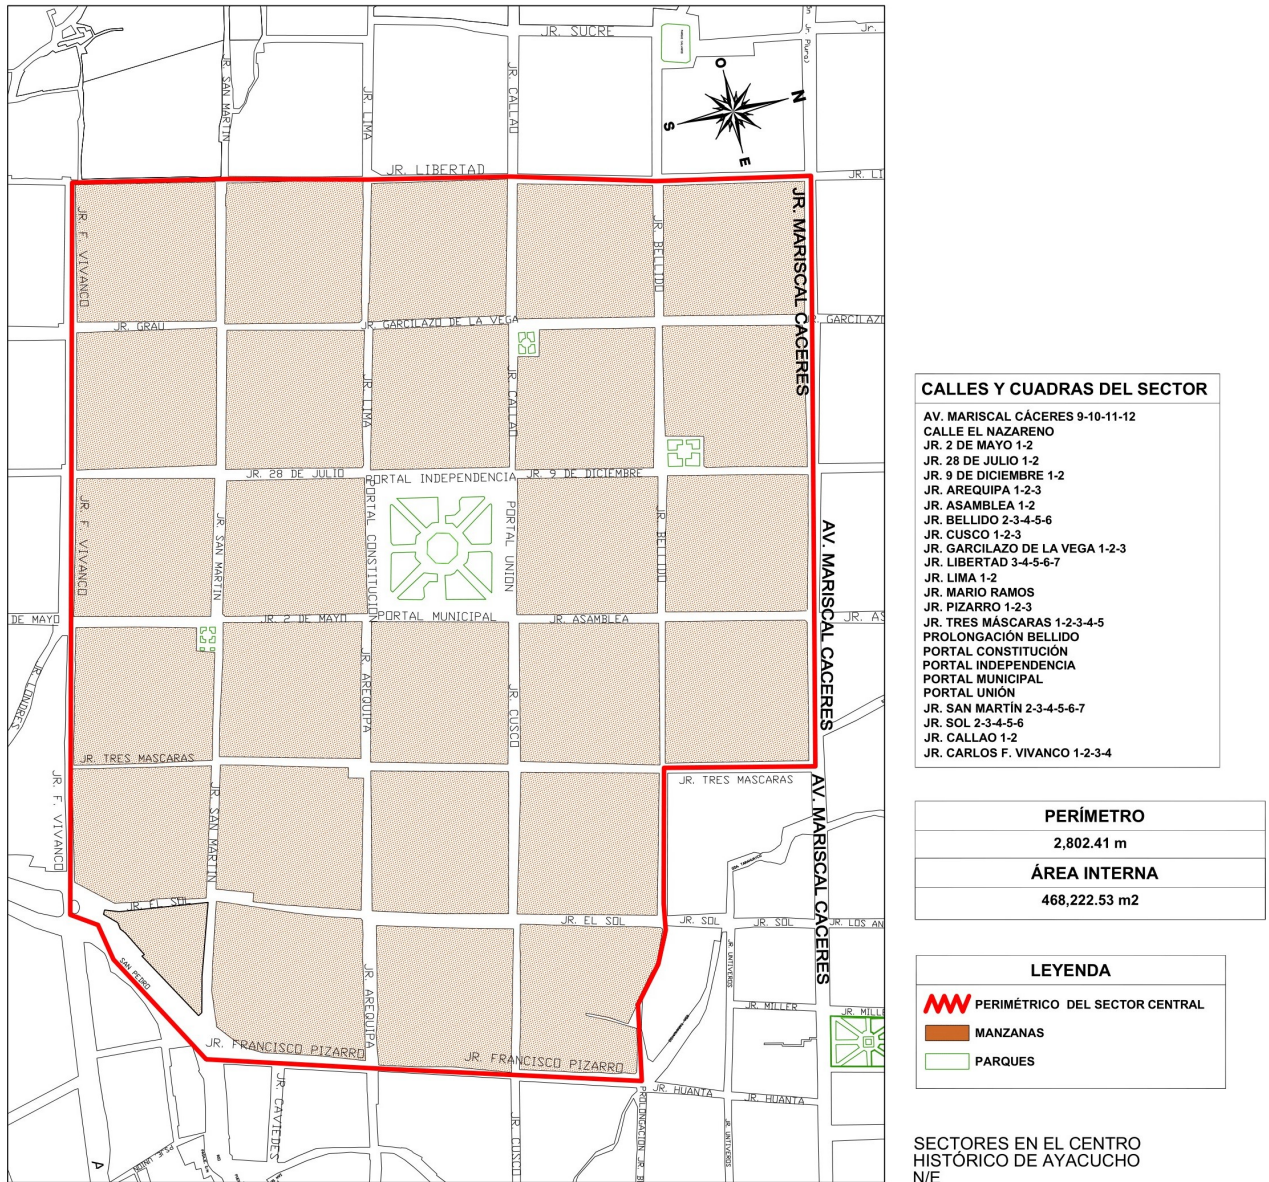 JR. SUCRE
Jr.
JR. SAN MARTIN
JR. LIMA
JR. CALLAO
O
N
S
E
JR. LIBERTAD
JR. LI
JR. F. VIVANCO
JR. BELLIDO
JR. MARISCAL CACERES
JR. GRAU
JR. GARCILAZO DE LA VEGA
JR. GARCILAZO
JR. LIMA
JR. CALLAO
JR. 28 DE JULIO
PORTAL INDEPENDENCIA
JR. 9 DE DICIEMBRE
JR. F. VIVANCO
JR. SAN MARTIN
PORTAL CONSTITUCION
PORTAL UNION
JR. BELLIDO
AV. MARISCAL CACERES
DE MAYO
JR. 2 DE MAYO
PORTAL MUNICIPAL
JR. ASAMBLEA
JR. AS
JR. LONDRES
JR. AREQUIPA
JR. CUSCO
JR. TRES MASCARAS
JR. TRES MASCARAS
JR. F. VIVANCO
JR. SAN MARTIN
AV. MARISCAL CACERES
JR. EL SOL
JR. EL SOL
JR. SOL
JR. SOL
JR. LOS AN
SAN PEDRO
JR. AREQUIPA
JR. UNTIVEROS
JR. MILLER
JR. MILLE
JR. FRANCISCO PIZARRO
JR. FRANCISCO PIZARRO
JR. HUANTA
JR. HUANTA
JR. CAVIEDES
JR. CUSCO
PROLONGACION JR. B
JR. UNTIVEROS
PSJE UNION
A
CALLES Y CUADRAS DEL SECTOR
AV. MARISCAL CÁCERES 9-10-11-12
CALLE EL NAZARENO
JR. 2 DE MAYO 1-2
JR. 28 DE JULIO 1-2
JR. 9 DE DICIEMBRE 1-2
JR. AREQUIPA 1-2-3
JR. ASAMBLEA 1-2
JR. BELLIDO 2-3-4-5-6
JR. CUSCO 1-2-3
JR. GARCILAZO DE LA VEGA 1-2-3
JR. LIBERTAD 3-4-5-6-7
JR. LIMA 1-2
JR. MARIO RAMOS
JR. PIZARRO 1-2-3
JR. TRES MÁSCARAS 1-2-3-4-5
PROLONGACIÓN BELLIDO
PORTAL CONSTITUCIÓN
PORTAL INDEPENDENCIA
PORTAL MUNICIPAL
PORTAL UNIÓN
JR. SAN MARTÍN 2-3-4-5-6-7
JR. SOL 2-3-4-5-6
JR. CALLAO 1-2
JR. CARLOS F. VIVANCO 1-2-3-4
PERÍMETRO
2,802.41 m
ÁREA INTERNA
468,222.53 m2
LEYENDA
PERIMÉTRICO DEL SECTOR CENTRAL
MANZANAS
PARQUES
SECTORES EN EL CENTRO
HISTÓRICO DE AYACUCHO
N/E